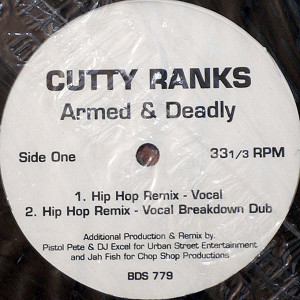 CUTTY RANKS
Armed & Deadly
Side One 33 1/3 RPM
1. Hip Hop Remix - Vocal
2. Hip Hop Remix - Vocal Breakdown Dub
Additional Production & Remix by:
Pistol Pete & DJ Excel for Urban Street Entertainment
and Jah Fish for Chop Shop Productions
BDS 779